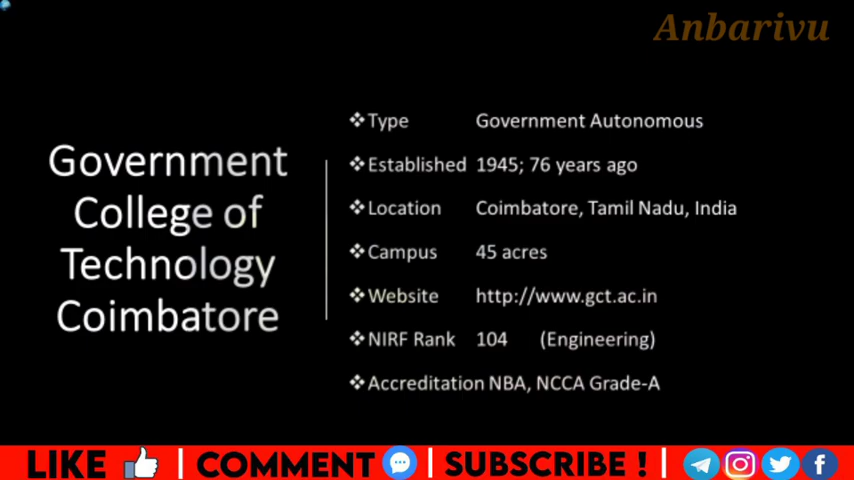 Anbarivu
Government
College of
Technology
Coimbatore
❖Type Government Autonomous
❖Established 1945; 76 years ago
❖Location Coimbatore, Tamil Nadu, India
❖Campus 45 acres
❖Website http://www.gct.ac.in
❖NIRF Rank 104 (Engineering)
❖Accreditation NBA, NCCA Grade-A
LIKE | COMMENT | SUBSCRIBE ! |